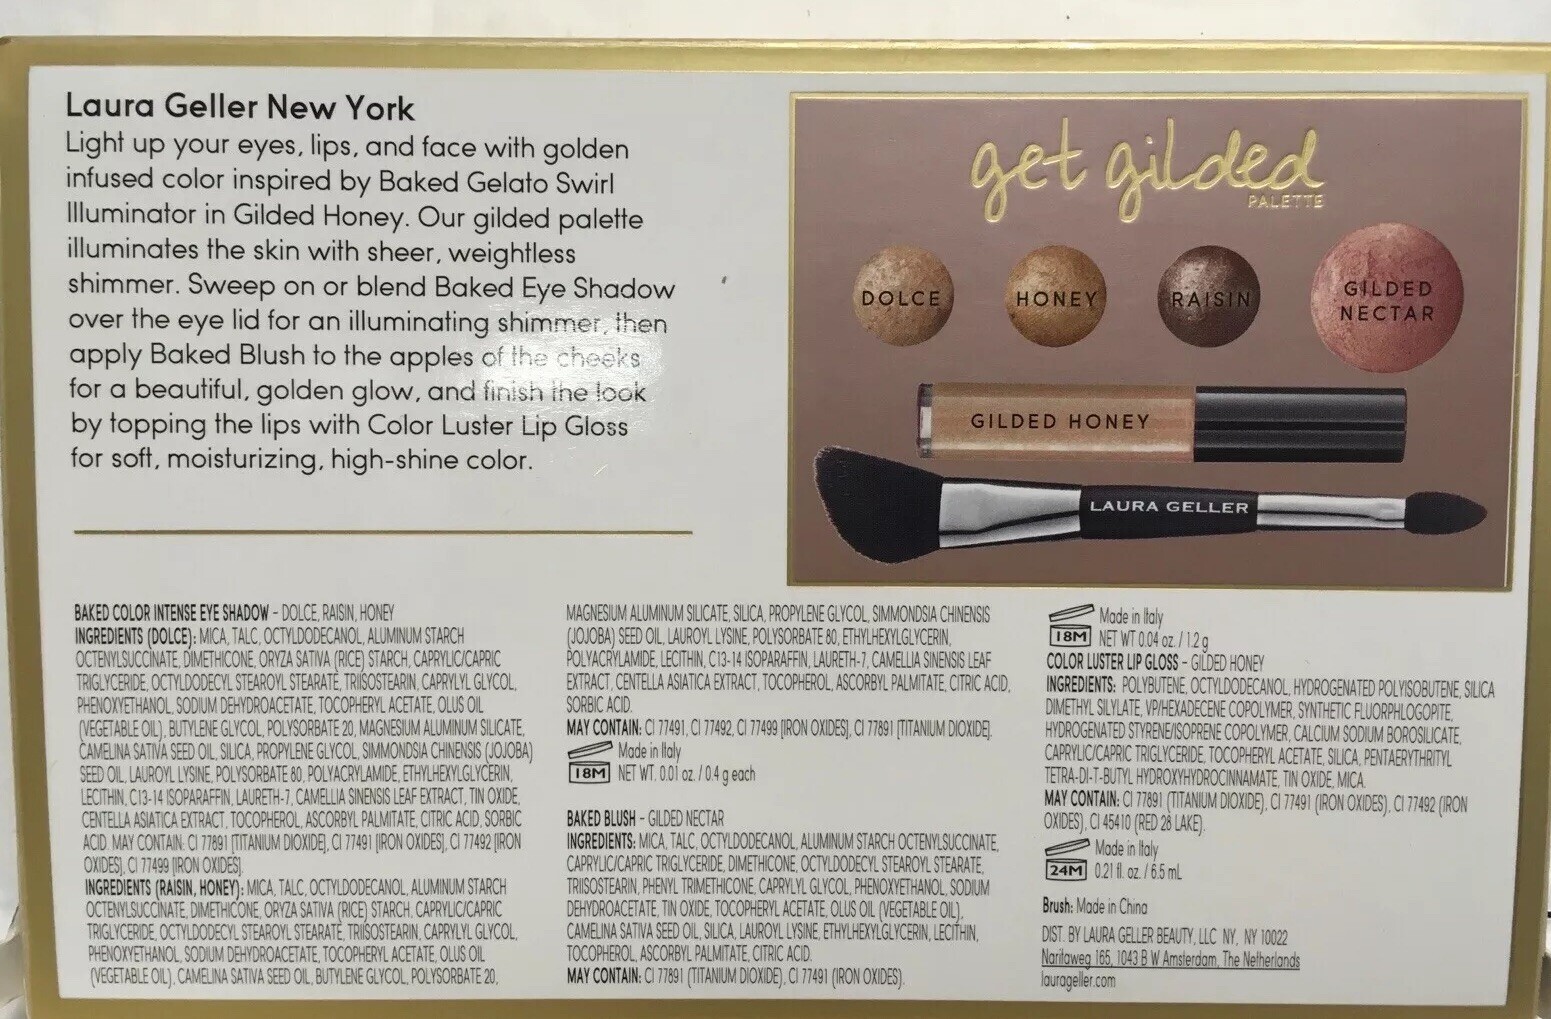 Laura Geller New York
Light up your eyes, lips, and face with golden
infused color inspired by Baked Gelato Swirl
Illuminator in Gilded Honey. Our gilded palette
illuminates the skin with sheer, weightless
shimmer. Sweep on or blend Baked Eye Shadow
over the eye lid for an illuminating shimmer, then
apply Baked Blush to the apples of the cheeks
for a beautiful, golden glow, and finish the look
by topping the lips with Color Luster Lip Gloss
for soft, moisturizing, high-shine color.
get gilded
PALETTE
DOLCE
HONEY
RAISIN
GILDED
NECTAR
GILDED HONEY
LAURA GELLER
BAKED COLOR INTENSE EYE SHADOW - DOLCE, RAISIN, HONEY
INGREDIENTS (DOLCE): MICA, TALC, OCTYLDODECANOL, ALUMINUM STARCH
OCTENYLSUCCINATE, DIMETHICONE, ORYZA SATIVA (RICE) STARCH, CAPRYLIC/CAPRIC
TRIGLYCERIDE, OCTYLDODECYL STEAROYL STEARATE, TRIISOSTEARIN, CAPRYLYL GLYCOL,
PHENOXYETHANOL, SODIUM DEHYDROACETATE, TOCOPHERYL ACETATE, OLUS OIL
(VEGETABLE OIL), BUTYLENE GLYCOL, POLYSORBATE 20, MAGNESIUM ALUMINUM SILICATE,
CAMELINA SATIVA SEED OIL, SILICA, PROPYLENE GLYCOL, SIMMONDSIA CHINENSIS (JOJOBA)
SEED OIL, LAUROYL LYSINE, POLYSORBATE 80, POLYACRYLAMIDE, ETHYLHEXYLGLYCERIN,
LECITHIN, C13-14 ISOPARAFFIN, LAURETH-7, CAMELLIA SINENSIS LEAF EXTRACT, TIN OXIDE,
CENTELLA ASIATICA EXTRACT, TOCOPHEROL, ASCORBYL PALMITATE, CITRIC ACID, SORBIC
ACID. MAY CONTAIN: CI 77891 [TITANIUM DIOXIDE], CI 77491 [IRON OXIDES], CI 77492 [IRON
OXIDES], CI 77499 [IRON OXIDES].
INGREDIENTS (RAISIN, HONEY): MICA, TALC, OCTYLDODECANOL, ALUMINUM STARCH
OCTENYLSUCCINATE, DIMETHICONE, ORYZA SATIVA (RICE) STARCH, CAPRYLIC/CAPRIC
TRIGLYCERIDE, OCTYLDODECYL STEAROYL STEARATE, TRIISOSTEARIN, CAPRYLYL GLYCOL,
PHENOXYETHANOL, SODIUM DEHYDROACETATE, TOCOPHERYL ACETATE, OLUS OIL
(VEGETABLE OIL), CAMELINA SATIVA SEED OIL, BUTYLENE GLYCOL, POLYSORBATE 20,
MAGNESIUM ALUMINUM SILICATE, SILICA, PROPYLENE GLYCOL, SIMMONDSIA CHINENSIS
(JOJOBA) SEED OIL, LAUROYL LYSINE, POLYSORBATE 80, ETHYLHEXYLGLYCERIN,
POLYACRYLAMIDE, LECITHIN, C13-14 ISOPARAFFIN, LAURETH-7, CAMELLIA SINENSIS LEAF
EXTRACT, CENTELLA ASIATICA EXTRACT, TOCOPHEROL, ASCORBYL PALMITATE, CITRIC ACID,
SORBIC ACID.
MAY CONTAIN: CI 77491, CI 77492, CI 77499 [IRON OXIDES], CI 77891 [TITANIUM DIOXIDE].
Made in Italy
18M NET WT. 0.01 oz. / 0.4 g each
BAKED BLUSH - GILDED NECTAR
INGREDIENTS: MICA, TALC, OCTYLDODECANOL, ALUMINUM STARCH OCTENYLSUCCINATE,
CAPRYLIC/CAPRIC TRIGLYCERIDE, DIMETHICONE, OCTYLDODECYL STEAROYL STEARATE,
TRIISOSTEARIN, PHENYL TRIMETHICONE, CAPRYLYL GLYCOL, PHENOXYETHANOL, SODIUM
DEHYDROACETATE, TIN OXIDE, TOCOPHERYL ACETATE, OLUS OIL (VEGETABLE OIL),
CAMELINA SATIVA SEED OIL, SILICA, LAUROYL LYSINE, ETHYLHEXYLGLYCERIN, LECITHIN,
TOCOPHEROL, ASCORBYL PALMITATE, CITRIC ACID.
MAY CONTAIN: CI 77891 (TITANIUM DIOXIDE), CI 77491 (IRON OXIDES).
Made in Italy
18M NET WT 0.04 oz. / 1.2 g
COLOR LUSTER LIP GLOSS - GILDED HONEY
INGREDIENTS: POLYBUTENE, OCTYLDODECANOL, HYDROGENATED POLYISOBUTENE, SILICA
DIMETHYL SILYLATE, VP/HEXADECENE COPOLYMER, SYNTHETIC FLUORPHLOGOPITE,
HYDROGENATED STYRENE/ISOPRENE COPOLYMER, CALCIUM SODIUM BOROSILICATE,
CAPRYLIC/CAPRIC TRIGLYCERIDE, TOCOPHERYL ACETATE, SILICA, PENTAERYTHRITYL
TETRA-DI-T-BUTYL HYDROXYHYDROCINNAMATE, TIN OXIDE, MICA.
MAY CONTAIN: CI 77891 (TITANIUM DIOXIDE), CI 77491 (IRON OXIDES), CI 77492 (IRON
OXIDES), CI 45410 (RED 28 LAKE).
Made in Italy
24M 0.21 fl. oz. / 6.5 mL
Brush: Made in China
DIST. BY LAURA GELLER BEAUTY, LLC NY, NY 10022
Naritaweg 165, 1043 B W Amsterdam, The Netherlands
laurageller.com